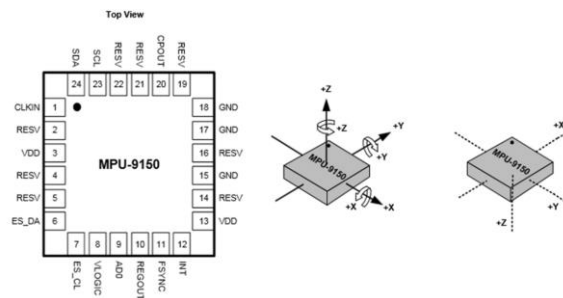 Top View
SDA SCL RESV RESV CPOUT RESV
24 23 22 21 20 19
CLKIN 1 18 GND
RESV 2 17 GND
VDD 3 16 RESV
MPU-9150
RESV 4 15 GND
RESV 5 14 RESV
ES_DA 6 13 VDD
7 8 9 10 11 12
ES_CL VLOGIC AD0 REGOUT FSYNC INT
+Z
+Z
+Y
+Y
MPU-9150
+X
+X
+X
MPU-9150
+Y
+Z